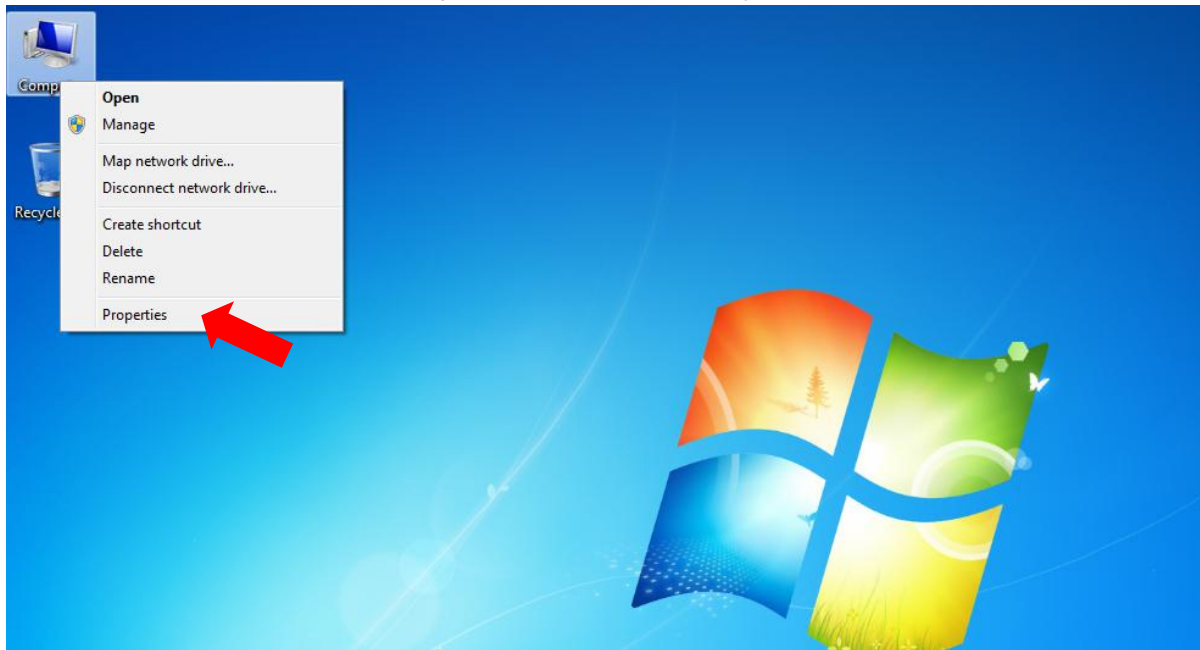 Open
Manage
Map network drive...
Disconnect network drive...
Create shortcut
Delete
Rename
Properties